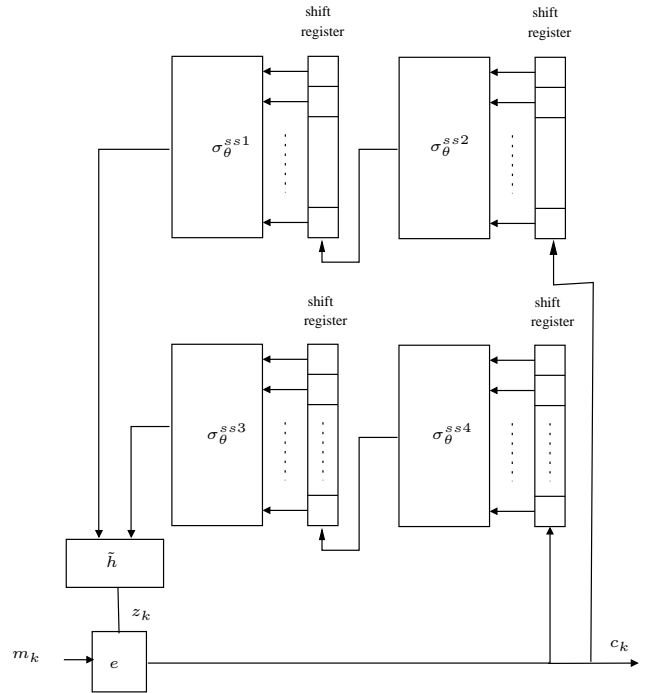 shift
register
shift
register
σ_θ^{ss1}
σ_θ^{ss2}
shift
register
shift
register
σ_θ^{ss3}
σ_θ^{ss4}
h̃
z_k
m_k
e
c_k